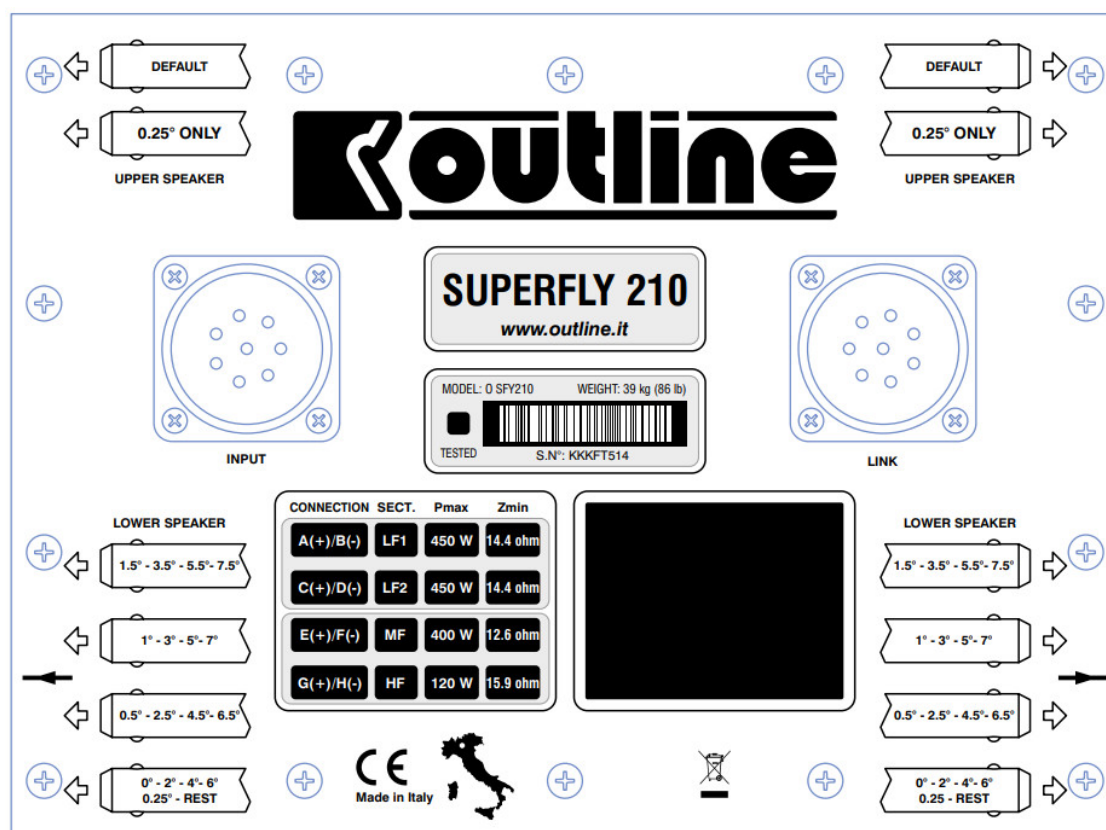 DEFAULT
DEFAULT
0.25° ONLY
0.25° ONLY
UPPER SPEAKER
UPPER SPEAKER
outline
SUPERFLY 210
www.outline.it
MODEL: O SFY210 WEIGHT: 39 kg (86 lb)
TESTED
S.N°: KKKFT514
INPUT
LINK
CONNECTION SECT. Pmax Zmin
A(+)/B(-) LF1 450 W 14.4 ohm
C(+)/D(-) LF2 450 W 14.4 ohm
E(+)/F(-) MF 400 W 12.6 ohm
G(+)/H(-) HF 120 W 15.9 ohm
LOWER SPEAKER
1.5° - 3.5° - 5.5°- 7.5°
1° - 3° - 5°- 7°
0.5° - 2.5° - 4.5°- 6.5°
0° - 2° - 4°- 6°
0.25° - REST
LOWER SPEAKER
1.5° - 3.5° - 5.5°- 7.5°
1° - 3° - 5°- 7°
0.5° - 2.5° - 4.5°- 6.5°
0° - 2° - 4°- 6°
0.25 - REST
CE
Made in Italy